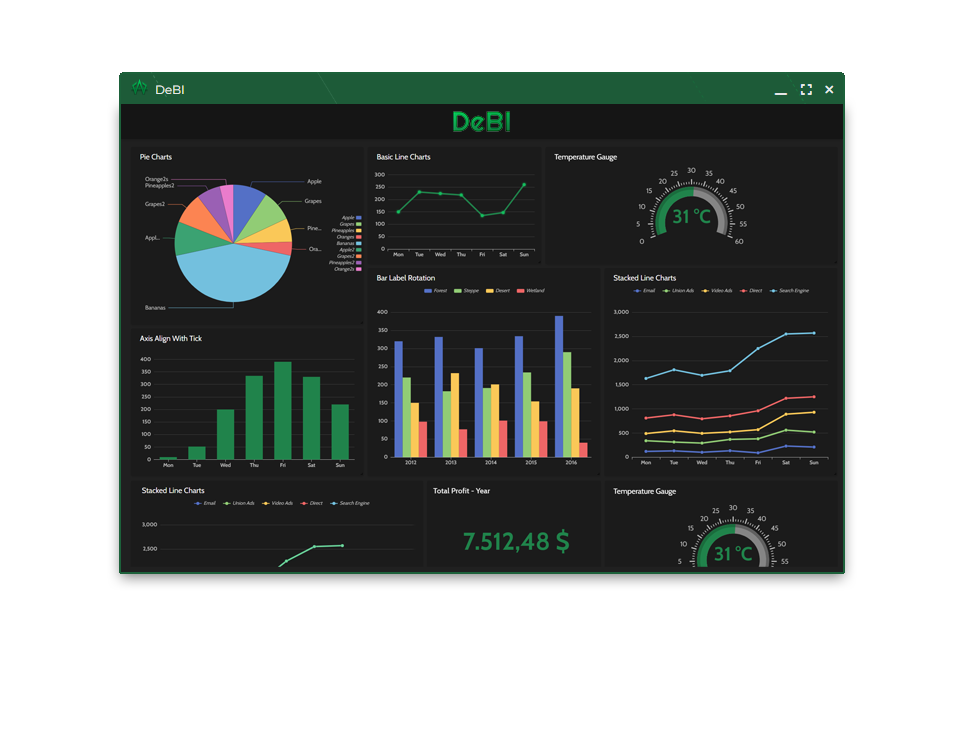 DeBI
DeBI
Pie Charts
Orange2s
Pineapples2
Grapes2
Appl...
Bananas
Apple
Grapes
Pine...
Ora...
Apple
Grapes
Pineapples
Oranges
Bananas
Apple2
Grapes2
Pineapples2
Orange2s
Basic Line Charts
300
250
200
150
100
50
0
Mon Tue Wed Thu Fri Sat Sun
Temperature Gauge
0 5 10 15 20 25 30 35 40 45 50 55 60
31 °C
Axis Align With Tick
400
350
300
250
200
150
100
50
0
Mon Tue Wed Thu Fri Sat Sun
Bar Label Rotation
Forest Steppe Desert Wetland
400
350
300
250
200
150
100
50
0
2012 2013 2014 2015 2016
Stacked Line Charts
Email Union Ads Video Ads Direct Search Engine
3,000
2,500
2,000
1,500
1,000
500
0
Mon Tue Wed Thu Fri Sat Sun
Stacked Line Charts
Email Union Ads Video Ads Direct Search Engine
3,000
2,500
Total Profit - Year
7.512,48 $
Temperature Gauge
5 10 15 20 25 30 35 40 45 50 55
31 °C